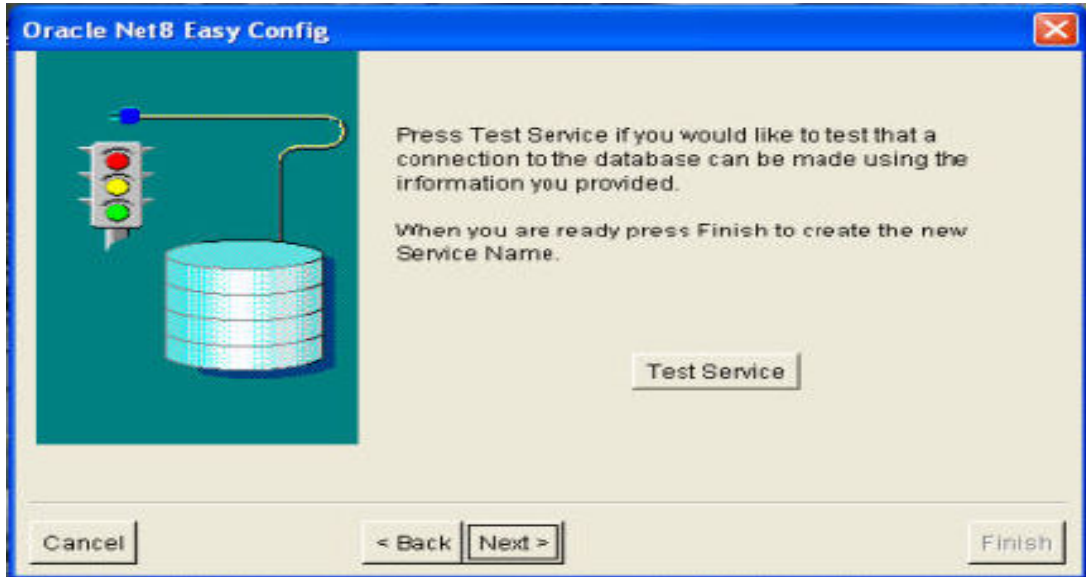 Oracle Net8 Easy Config
Press Test Service if you would like to test that a
connection to the database can be made using the
information you provided.
When you are ready press Finish to create the new
Service Name.
Test Service
Cancel
< Back
Next >
Finish